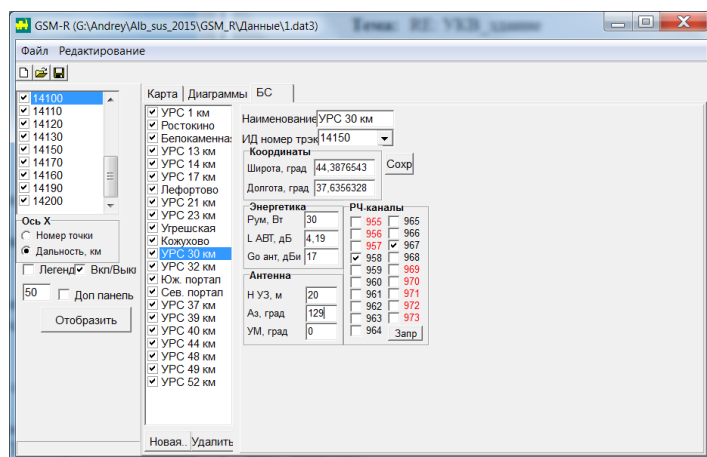 GSM-R (G:\Andrey\Alb_sus_2015\GSM_R\Данные\1.dat3)
Тема: RE: УКВ_здание
Файл Редактирование
14100
14110
14120
14130
14150
14170
14160
14190
14200
Ось X
Номер точки
Дальность, км
Легенд Вкл/Выкл
50 Доп панель
Отобразить
Карта Диаграммы БС
УРС 1 км
Ростокино
Белокаменна
УРС 13 км
УРС 14 км
УРС 17 км
Лефортово
УРС 21 км
УРС 23 км
Угрешская
Кожухово
УРС 30 км
УРС 32 км
Юж. портал
Сев. портал
УРС 37 км
УРС 39 км
УРС 40 км
УРС 44 км
УРС 48 км
УРС 49 км
УРС 52 км
Новая.. Удалить
Наименование УРС 30 км
ИД номер трэк 14150
Координаты
Широта, град 44,3876543
Сохр
Долгота, град 37,6356328
Энергетика
Рум, Вт 30
L АВТ, дБ 4,19
Go ант, дБи 17
Антенна
Н УЗ, м 20
Аз, град 129
УМ, град 0
РЧ-каналы
955 965
956 966
957 967
958 968
959 969
960 970
961 971
962 972
963 973
964 Запр